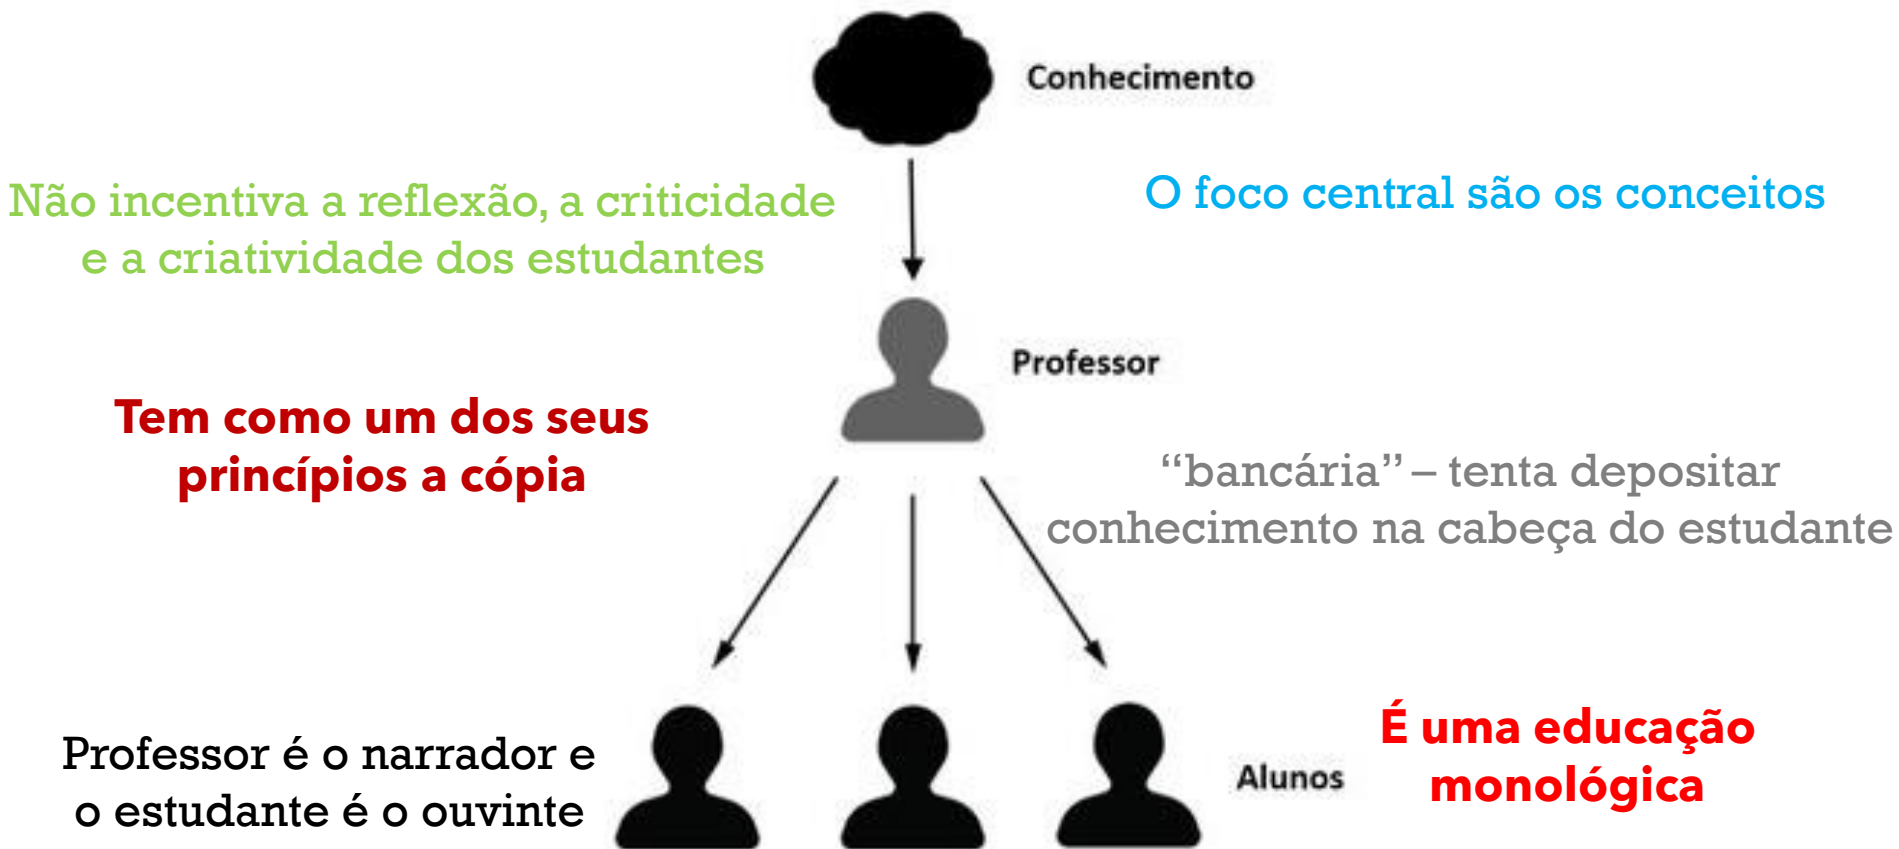 Conhecimento
Não incentiva a reflexão, a criticidade
e a criatividade dos estudantes
O foco central são os conceitos
Professor
Tem como um dos seus
princípios a cópia
“bancária” – tenta depositar
conhecimento na cabeça do estudante
Professor é o narrador e
o estudante é o ouvinte
Alunos
É uma educação
monológica